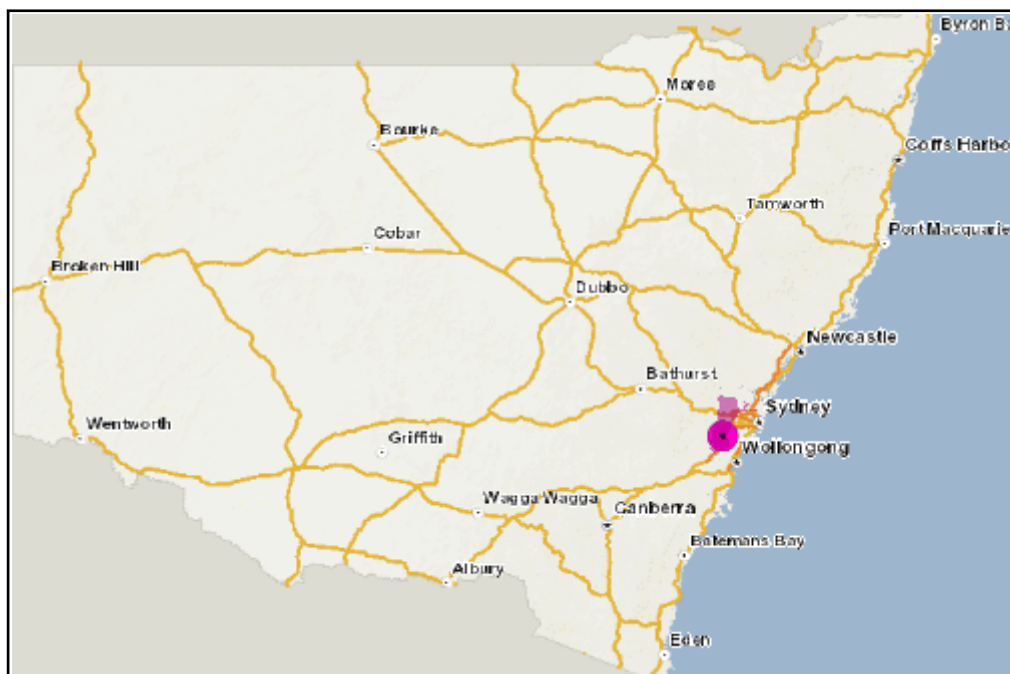 Byron Ba
Moree
Bourke
Coffs Harbo
Tamworth
Cobar
Port Macquarie
Broken Hill
Dubbo
Newcastle
Bathurst
Sydney
Wentworth
Griffith
Wollongong
Wagga Wagga
Canberra
Batemans Bay
Albury
Eden